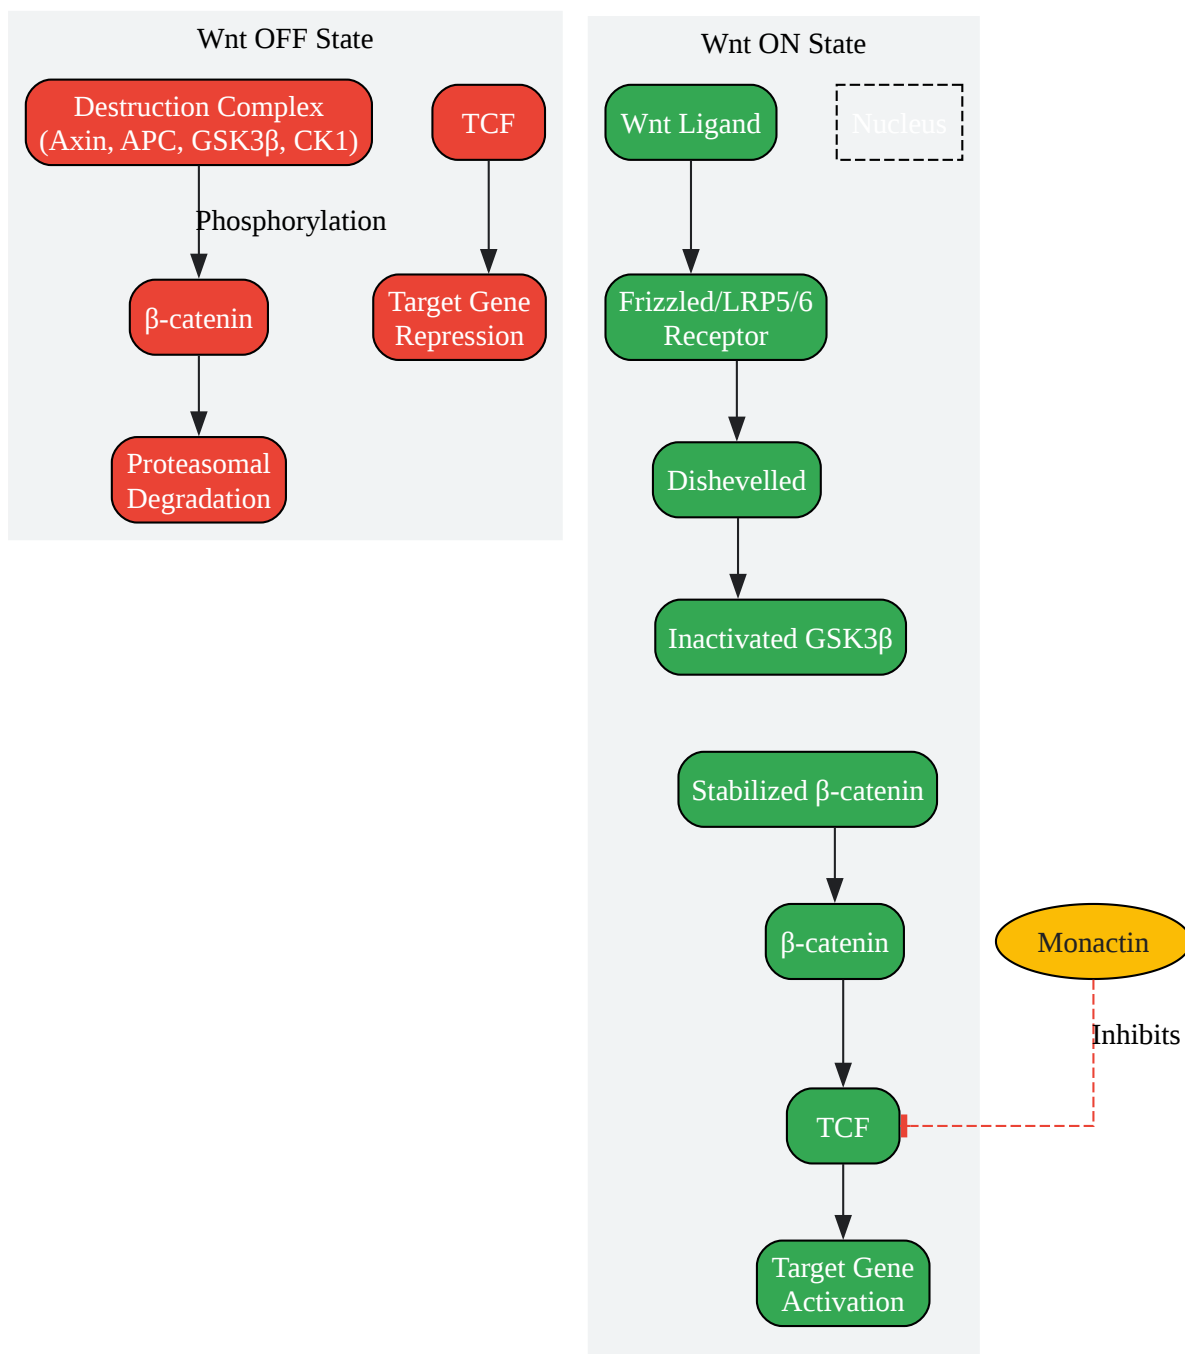 Wnt OFF State
Destruction Complex
(Axin, APC, GSK3β, CK1)
TCF
Phosphorylation
β-catenin
Target Gene
Repression
Proteasomal
Degradation
Wnt ON State
Wnt Ligand
Nucleus
Frizzled/LRP5/6
Receptor
Dishevelled
Inactivated GSK3β
Stabilized β-catenin
β-catenin
Monactin
Inhibits
TCF
Target Gene
Activation